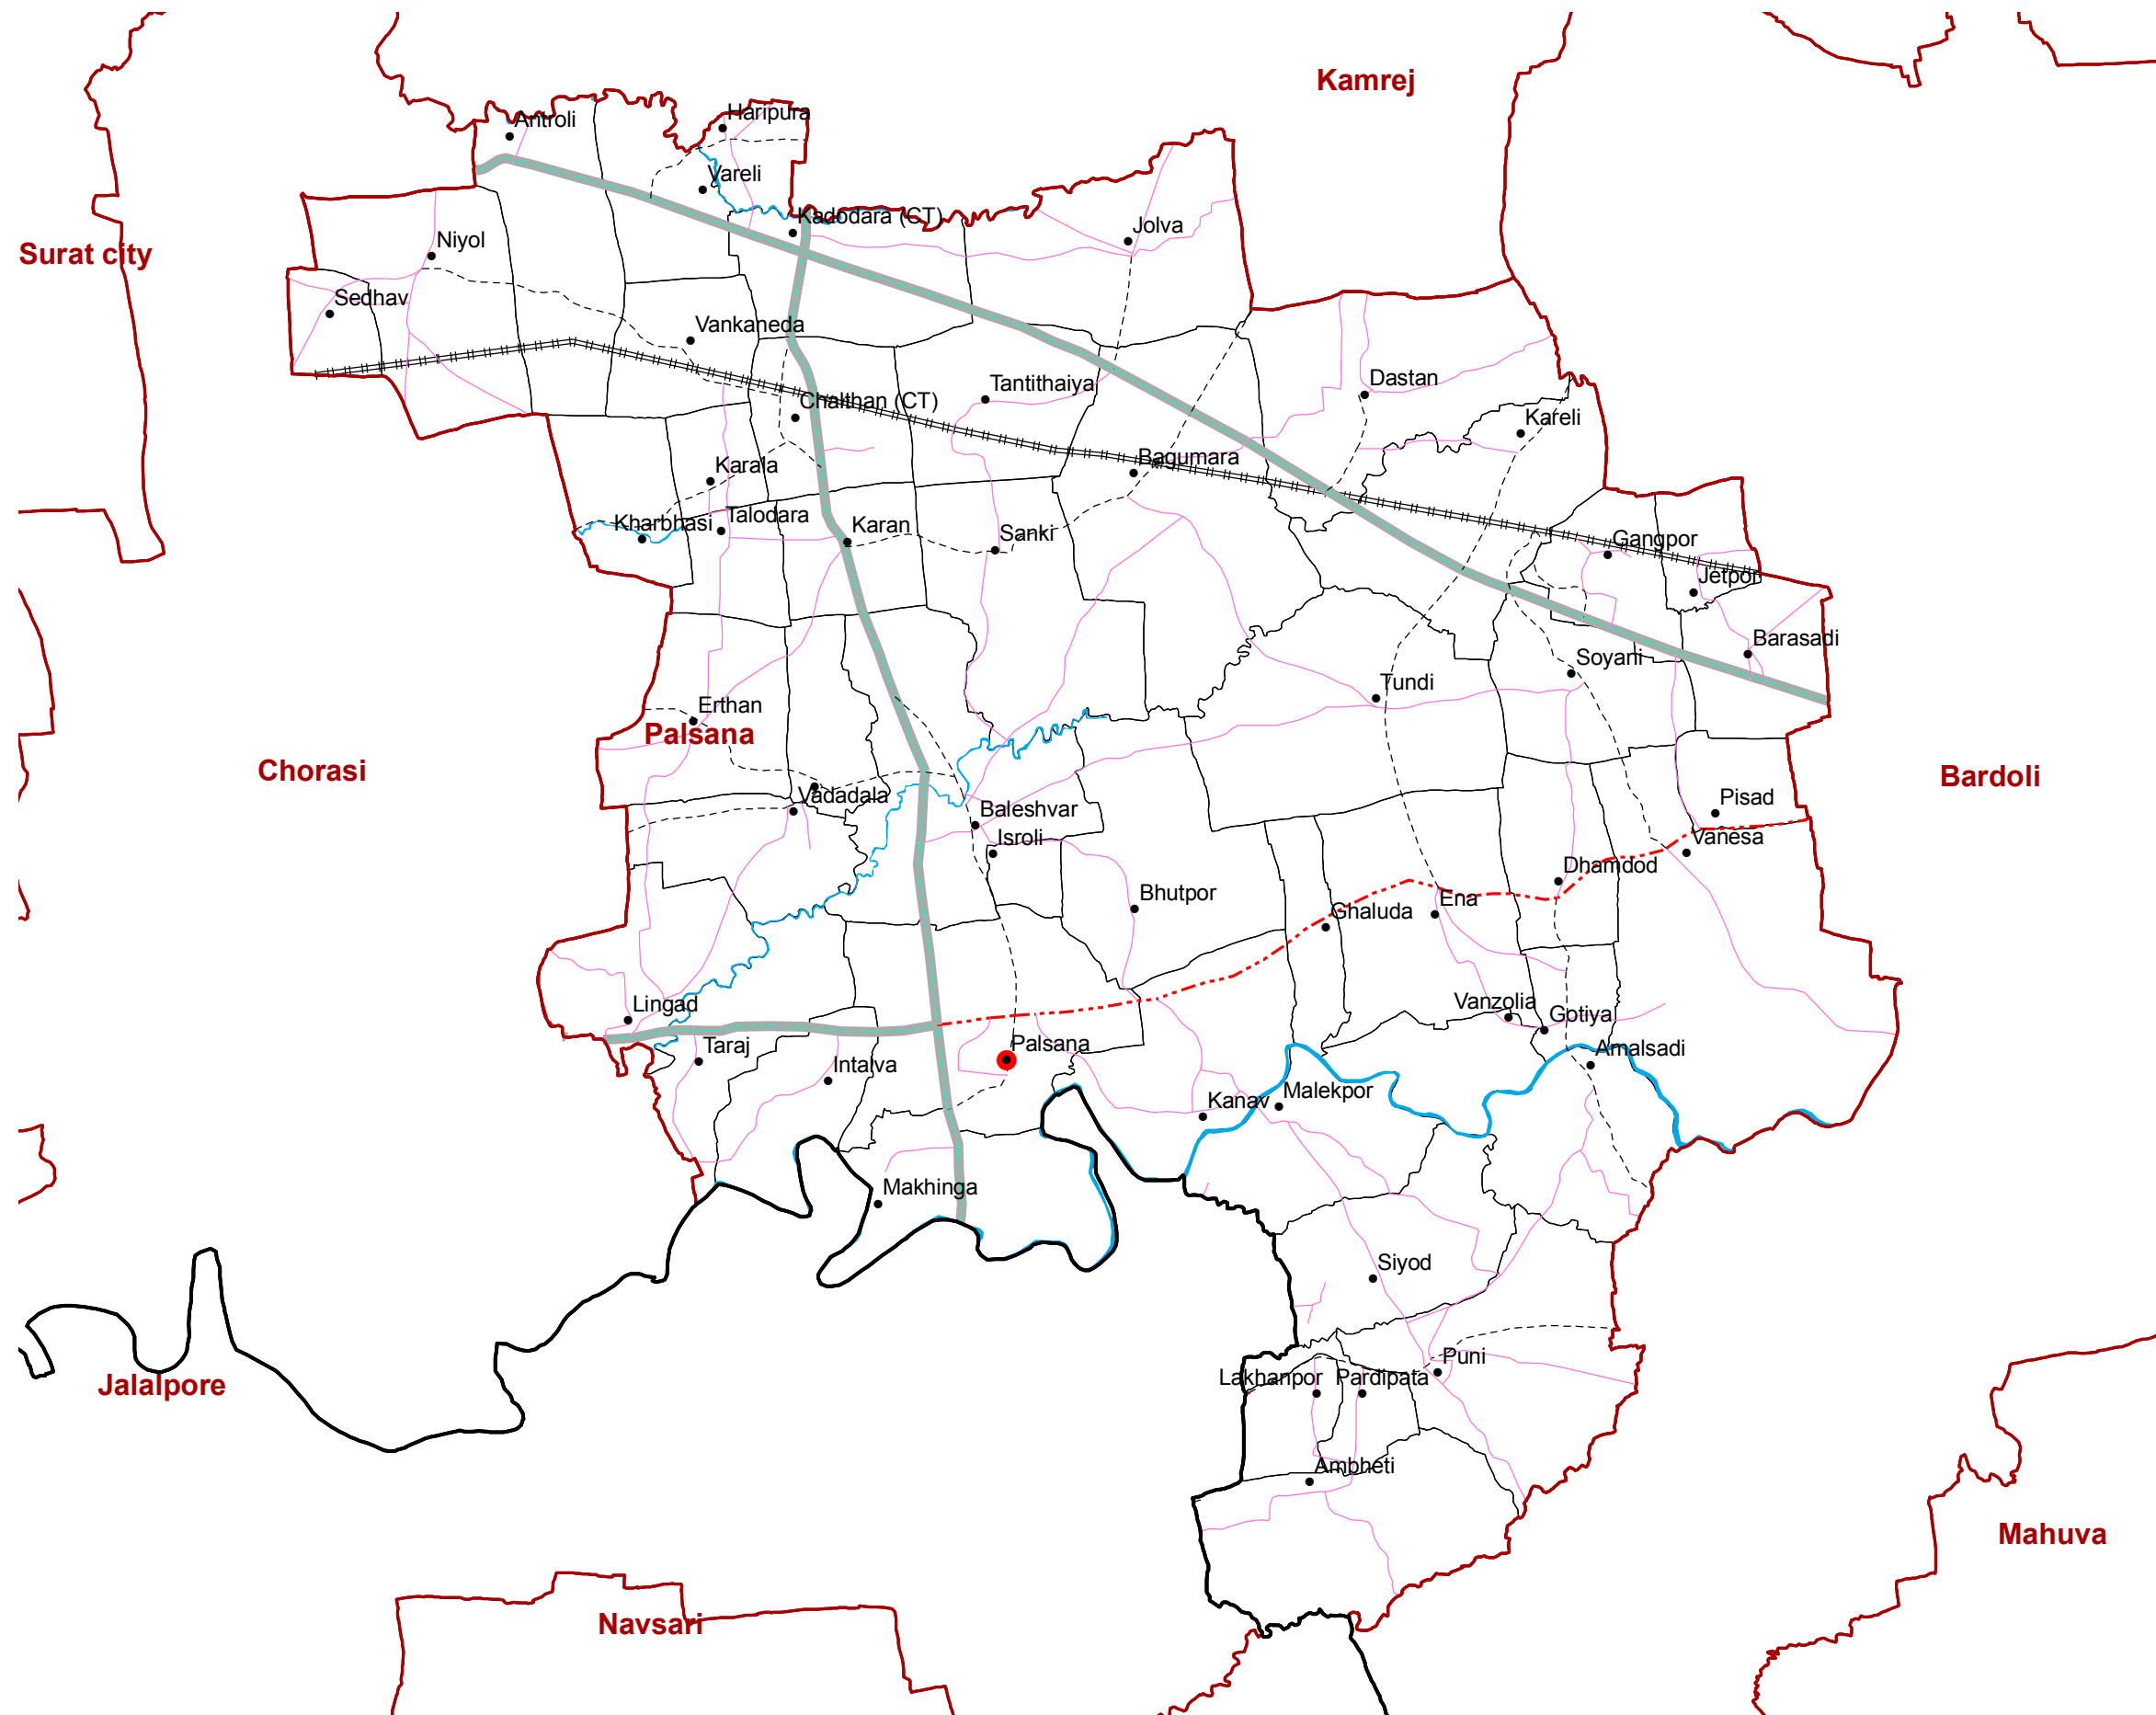 Kamrej
Haripura
Antroli
Vareli
Kadodara (CT)
Jolva
Niyol
Surat city
Sedhav
Vankaneda
Dastan
Tantithaiya
Chalthan (CT)
Kareli
Bagumara
Karala
Talodara
Kharbhasi
Karan
Sanki
Gangpor
Jetpor
Barasadi
Soyani
Tundi
Erthan
Palsana
Chorasi
Bardoli
Vadadala
Pisad
Baleshvar
Isroli
Vanesa
Dhamdod
Bhutpor
Ena
Ghaluda
Lingad
Vanzolia
Gotiya
Taraj
Palsana
Amalsadi
Intalva
Malekpor
Kanav
Makhinga
Siyod
Puni
Lakhanpor
Pardipata
Jalalpore
Ambheti
Mahuva
Navsari